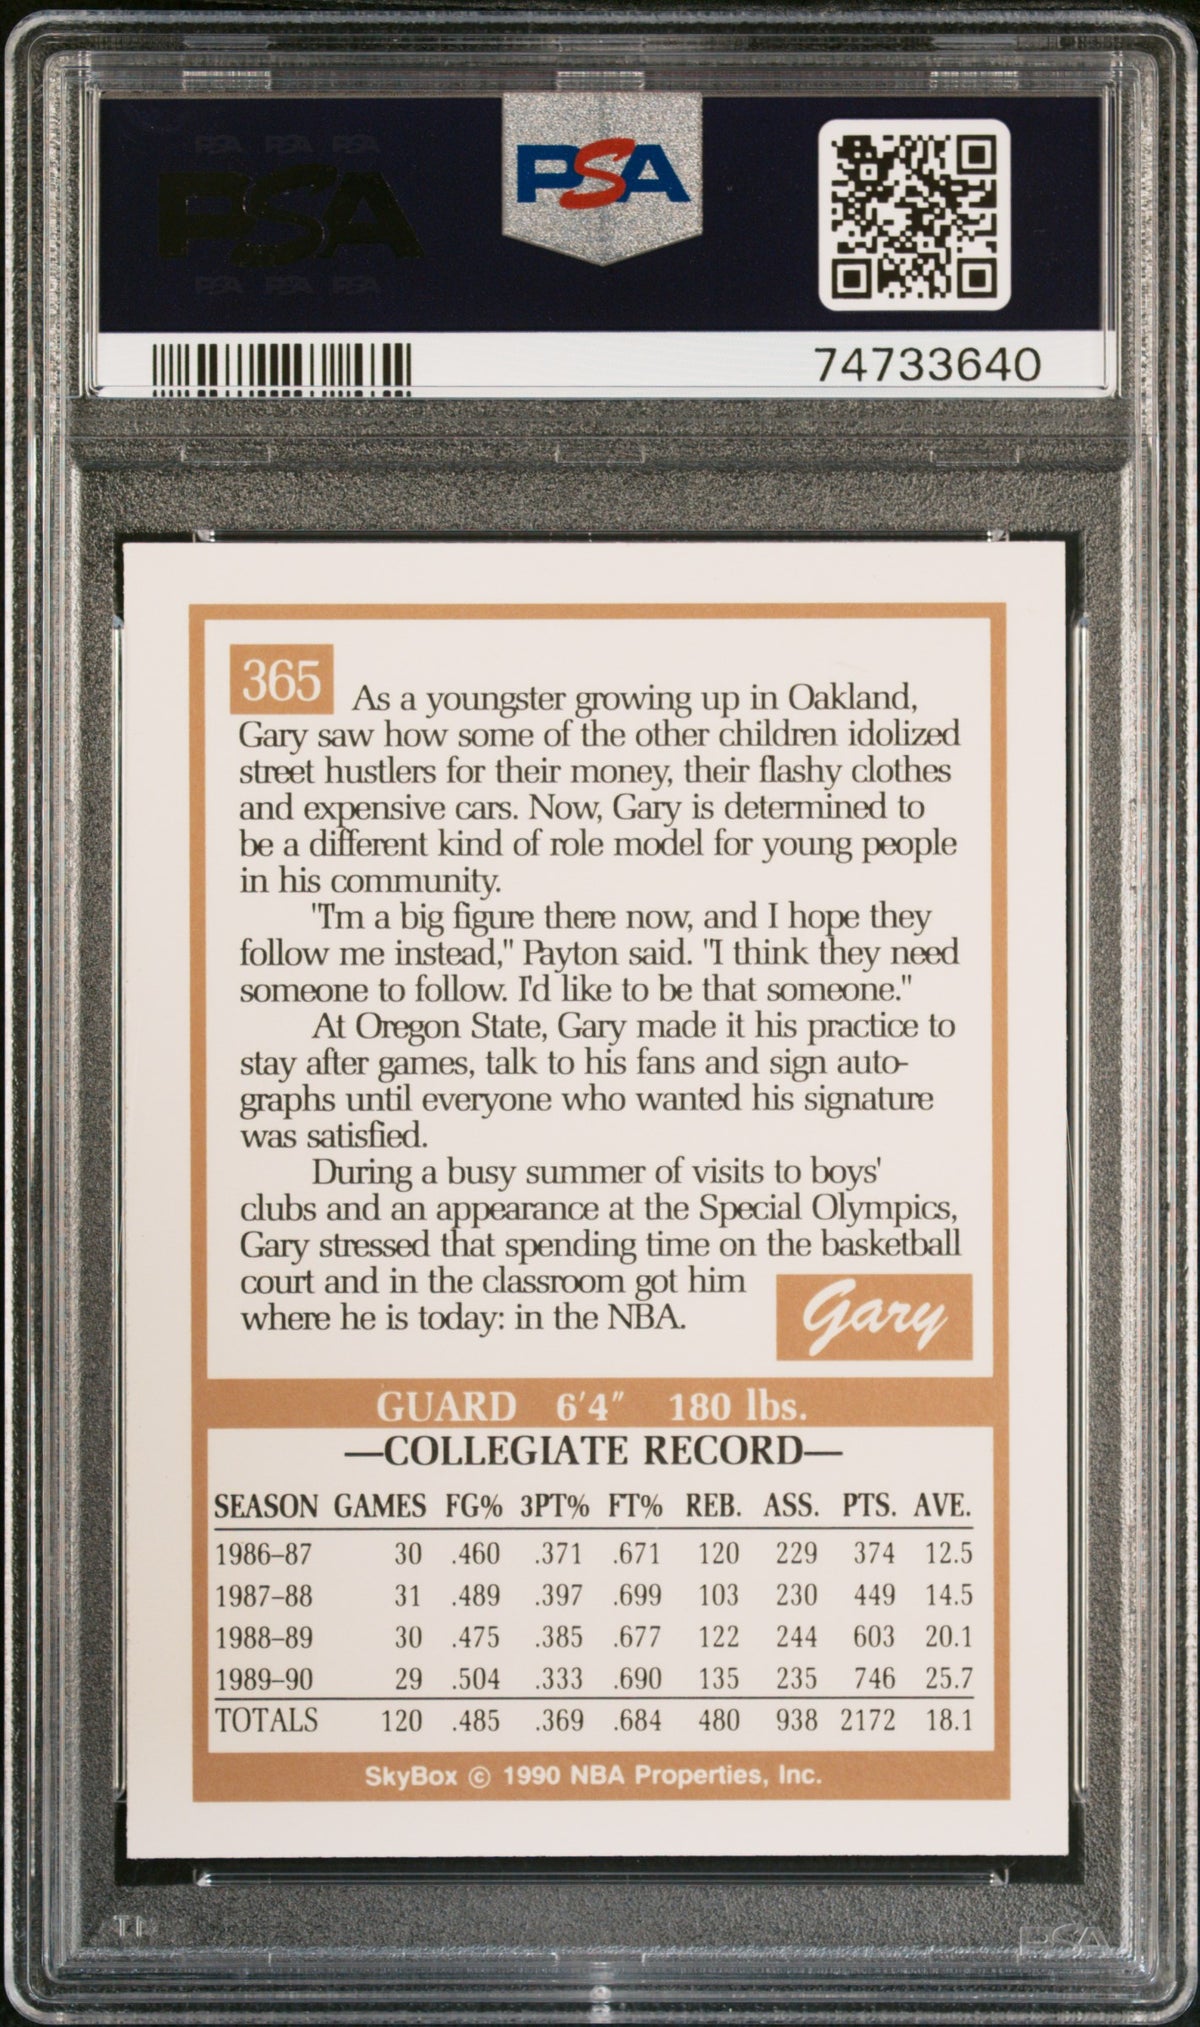 PSA PSA PSA
PSA
PSA PSA PSA
PSA
74733640
365
As a youngster growing up in Oakland,
Gary saw how some of the other children idolized
street hustlers for their money, their flashy clothes
and expensive cars. Now, Gary is determined to
be a different kind of role model for young people
in his community.
"I'm a big figure there now, and I hope they
follow me instead," Payton said. "I think they need
someone to follow. I'd like to be that someone."
At Oregon State, Gary made it his practice to
stay after games, talk to his fans and sign auto-
graphs until everyone who wanted his signature
was satisfied.
During a busy summer of visits to boys'
clubs and an appearance at the Special Olympics,
Gary stressed that spending time on the basketball
court and in the classroom got him
where he is today: in the NBA.
Gary
GUARD 6'4" 180 lbs.
—COLLEGIATE RECORD—
SEASON GAMES FG% 3PT% FT% REB. ASS. PTS. AVE.
1986–87 30 .460 .371 .671 120 229 374 12.5
1987–88 31 .489 .397 .699 103 230 449 14.5
1988–89 30 .475 .385 .677 122 244 603 20.1
1989–90 29 .504 .333 .690 135 235 746 25.7
TOTALS 120 .485 .369 .684 480 938 2172 18.1
SkyBox © 1990 NBA Properties, Inc.
PSA